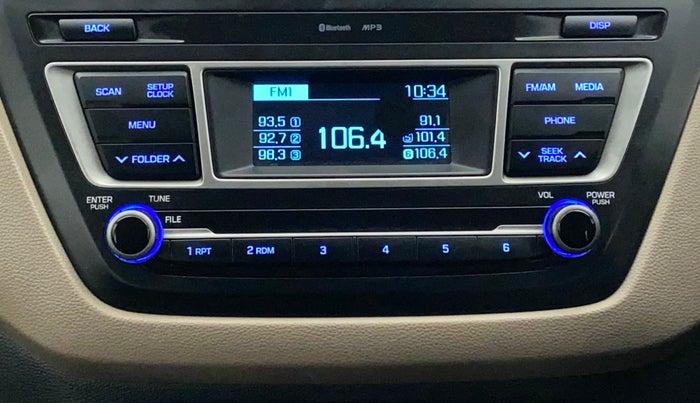 BACK
Bluetooth MP3
DISP
SCAN
SETUP
CLOCK
MENU
FOLDER
FM1
10:34
93.5 1
92.7 2
98.3 3
106.4
91.1
101.4
6 106.4
FM/AM
MEDIA
PHONE
SEEK
TRACK
ENTER
PUSH
TUNE
FILE
VOL
POWER
PUSH
1 RPT
2 RDM
3
4
5
6